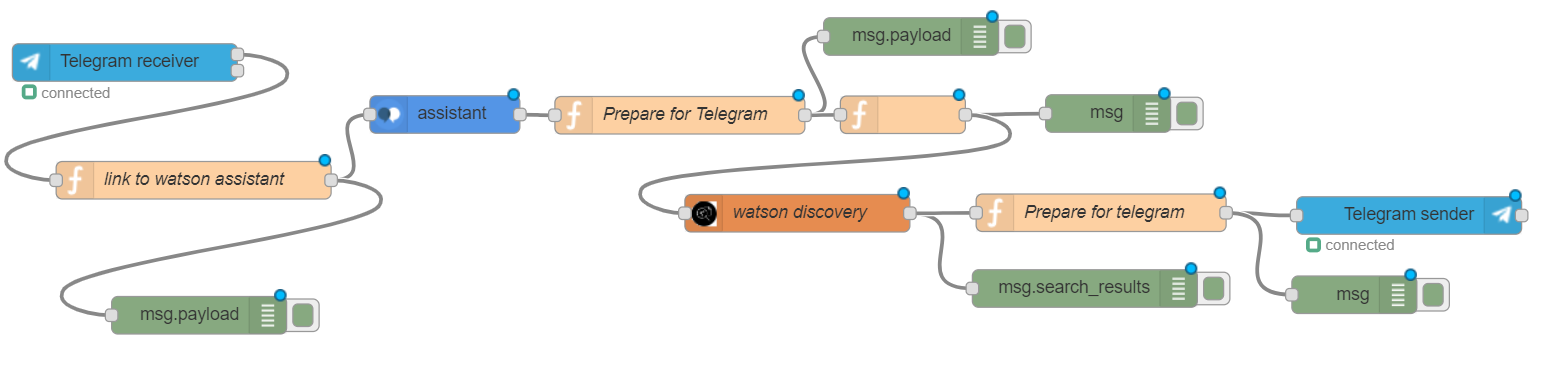 msg.payload
Telegram receiver
connected
assistant
Prepare for Telegram
msg
link to watson assistant
watson discovery
Prepare for telegram
Telegram sender
connected
msg.search_results
msg
msg.payload